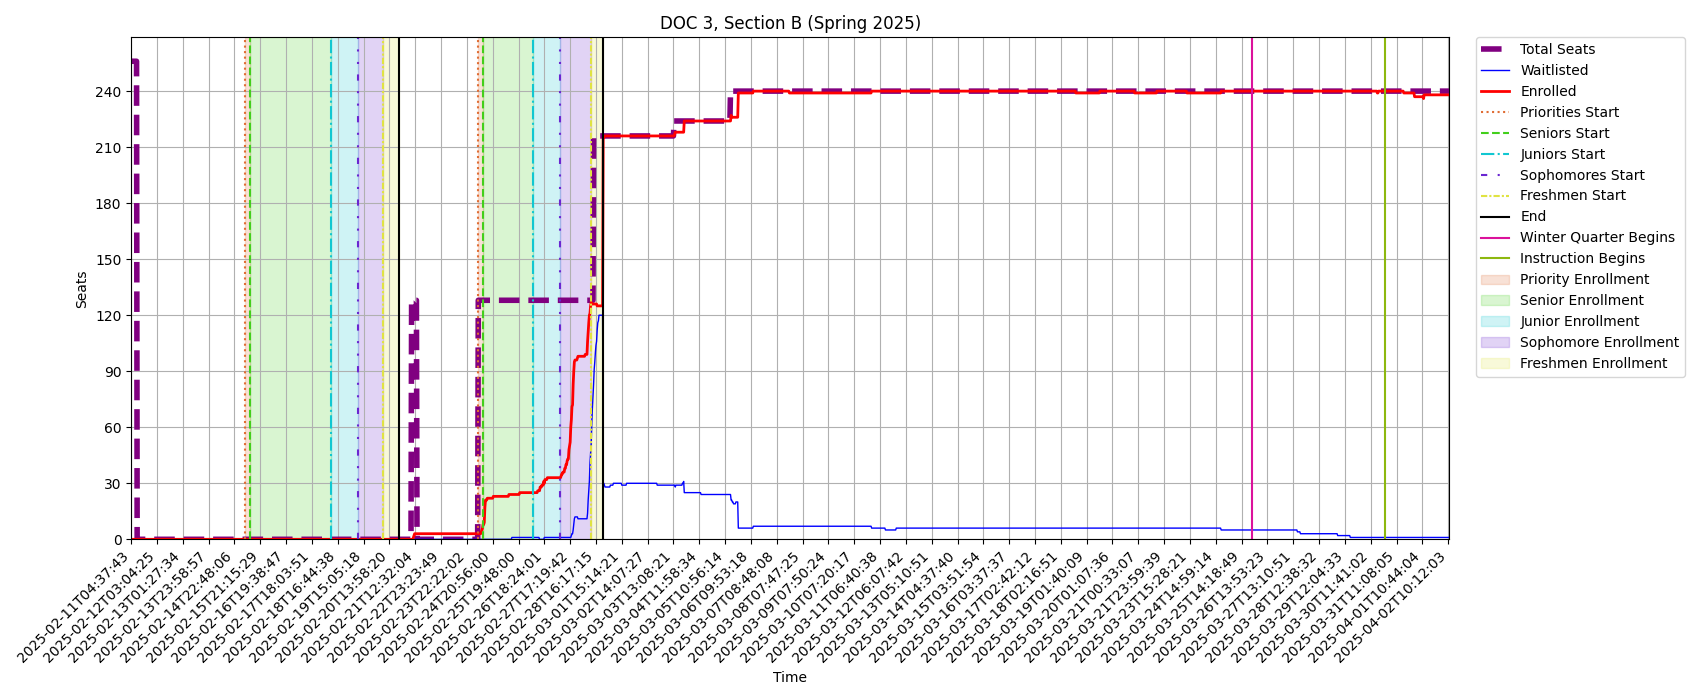 DOC 3, Section B (Spring 2025)
Seats
240
210
180
150
120
90
60
30
0
2025-02-11T04:37:43
2025-02-12T03:04:25
2025-02-13T01:27:34
2025-02-13T23:58:57
2025-02-14T22:48:06
2025-02-15T21:15:29
2025-02-16T19:38:47
2025-02-17T18:03:51
2025-02-18T16:44:38
2025-02-19T15:05:18
2025-02-20T13:58:20
2025-02-21T12:32:04
2025-02-22T23:23:49
2025-02-23T22:22:02
2025-02-24T20:56:00
2025-02-25T19:48:00
2025-02-26T18:24:01
2025-02-27T17:19:42
2025-02-28T16:17:15
2025-03-01T15:14:21
2025-03-02T14:07:27
2025-03-03T13:08:21
2025-03-04T11:58:34
2025-03-05T10:56:14
2025-03-06T09:53:18
2025-03-07T08:48:08
2025-03-08T07:47:25
2025-03-09T07:50:24
2025-03-10T07:20:17
2025-03-11T06:40:38
2025-03-12T06:07:42
2025-03-13T05:10:51
2025-03-14T04:37:40
2025-03-15T03:51:54
2025-03-16T03:37:37
2025-03-17T02:42:12
2025-03-18T02:16:51
2025-03-19T01:40:09
2025-03-20T01:07:36
2025-03-21T00:33:07
2025-03-21T23:59:39
2025-03-23T15:28:21
2025-03-24T14:59:14
2025-03-25T14:18:49
2025-03-26T13:53:23
2025-03-27T13:10:51
2025-03-28T12:38:32
2025-03-29T12:04:33
2025-03-30T11:41:02
2025-03-31T11:08:05
2025-04-01T10:44:04
2025-04-02T10:12:03
Time
Total Seats
Waitlisted
Enrolled
Priorities Start
Seniors Start
Juniors Start
Sophomores Start
Freshmen Start
End
Winter Quarter Begins
Instruction Begins
Priority Enrollment
Senior Enrollment
Junior Enrollment
Sophomore Enrollment
Freshmen Enrollment